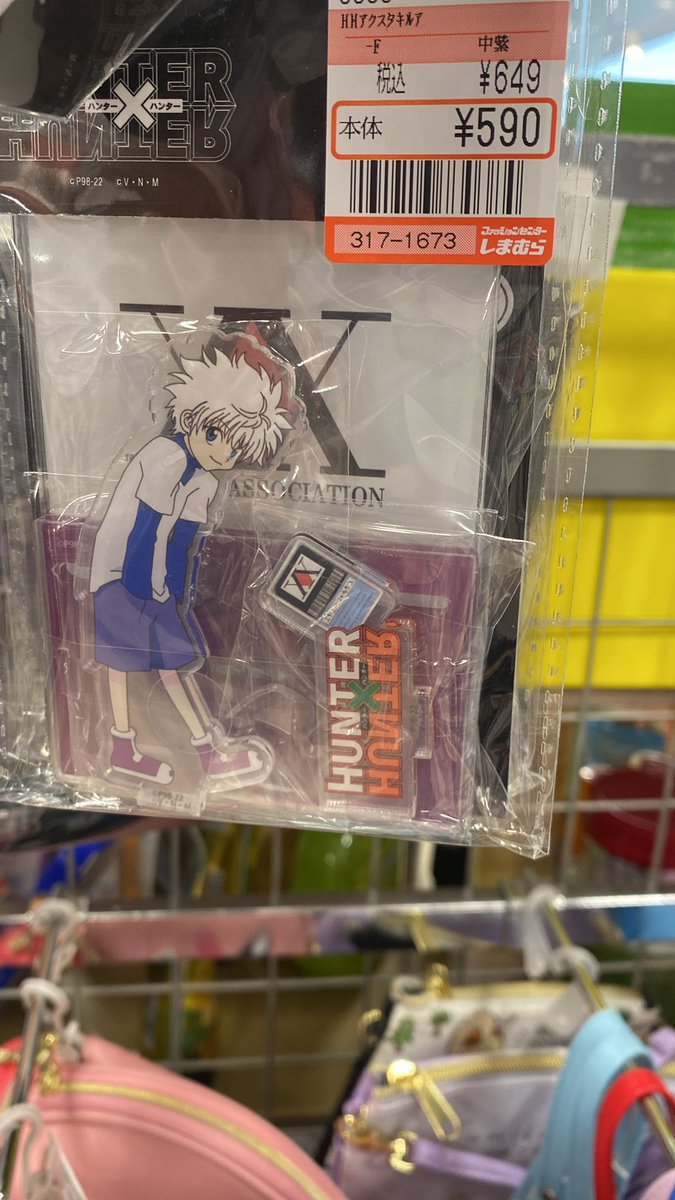 HHアクスタキルア
-F 中紫
税込 ¥649
本体 ¥590
317-1673 ファッションセンター
しまむら
HUNTER
ハンター×ハンター
HUNTER
©P98-22 ©V・N・M
ASSOCIATION
HUNTER
HUNTER
©P98-22
V・N・M